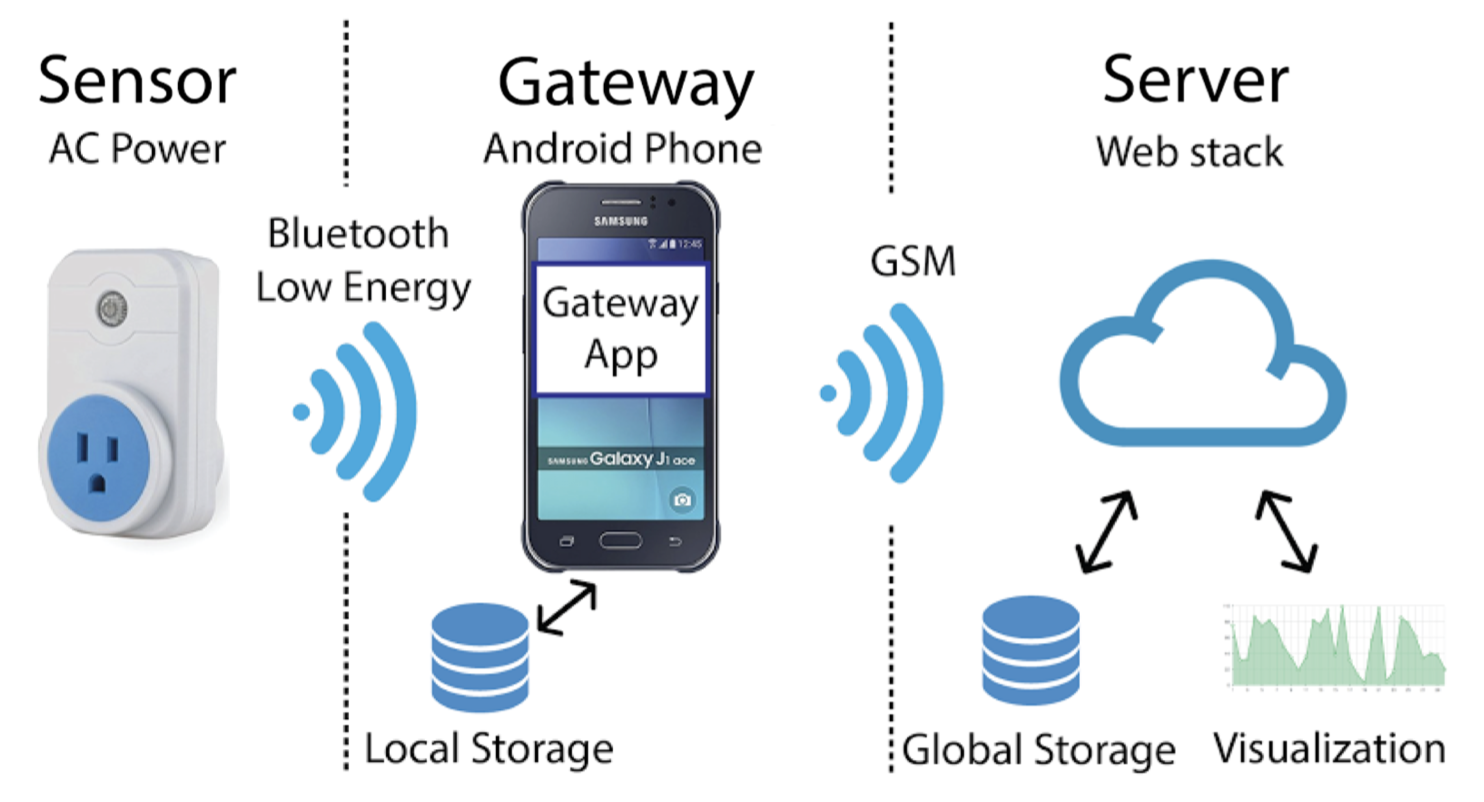 Sensor
AC Power
Bluetooth
Low Energy
Gateway
Android Phone
SAMSUNG
12:45
Gateway
App
SAMSUNG Galaxy J1 ace
Local Storage
GSM
Server
Web stack
Global Storage
Visualization